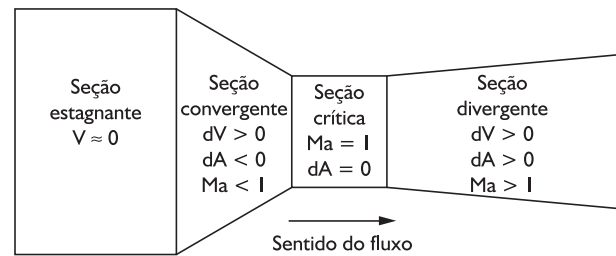 Seção
estagnante
V ≈ 0
Seção
convergente
dV > 0
dA < 0
Ma < 1
Seção
crítica
Ma = 1
dA = 0
Seção
divergente
dV > 0
dA > 0
Ma > 1
Sentido do fluxo